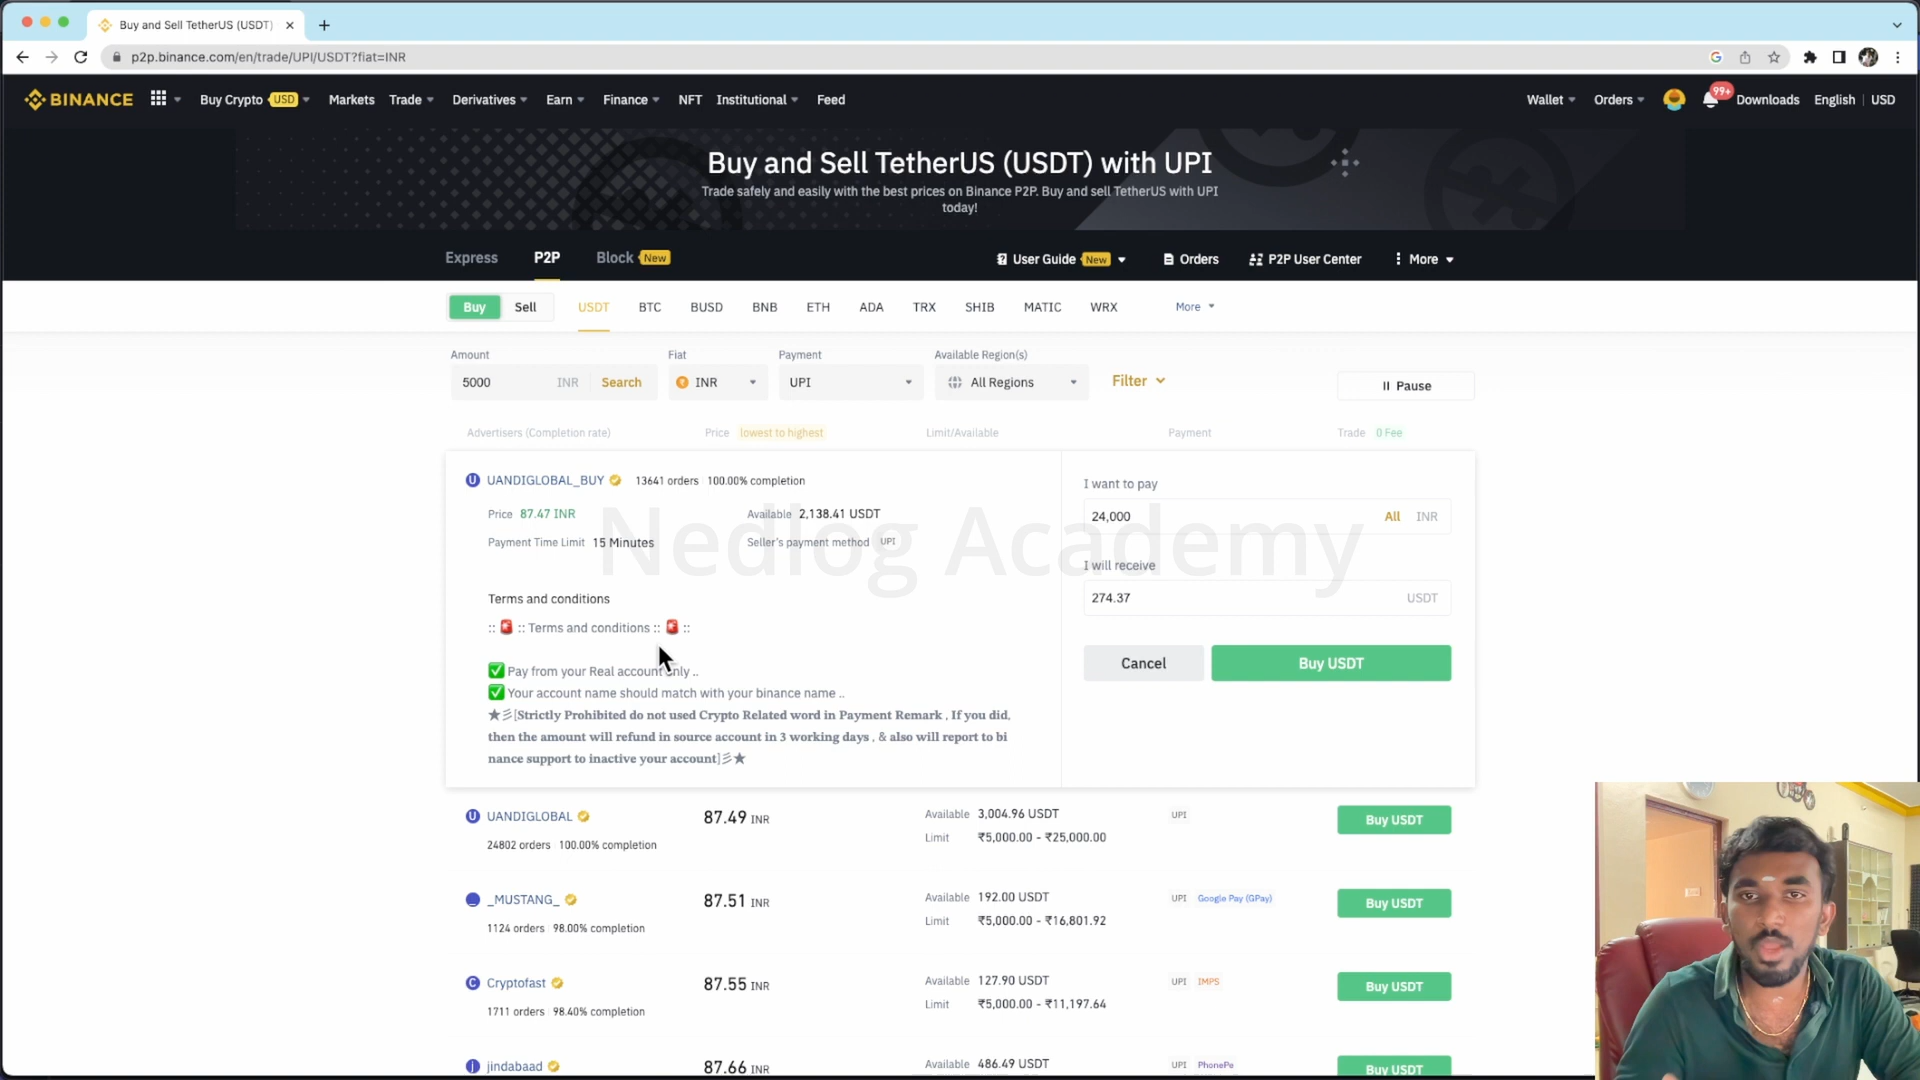 Buy and Sell TetherUS (USDT)
p2p.binance.com/en/trade/UPI/USDT?fiat=INR
BINANCE Buy Crypto USD Markets Trade Derivatives Earn Finance NFT Institutional Feed Wallet Orders 99+ Downloads English USD
Buy and Sell TetherUS (USDT) with UPI
Trade safely and easily with the best prices on Binance P2P. Buy and sell TetherUS with UPI
today!
Express P2P Block New User Guide New Orders P2P User Center More
Buy Sell USDT BTC BUSD BNB ETH ADA TRX SHIB MATIC WRX More
Amount Fiat Payment Available Region(s)
5000 INR Search INR UPI All Regions Filter Pause
Advertisers (Completion rate) Price lowest to highest Limit/Available Payment Trade 0 Fee
U UANDIGLOBAL_BUY 13641 orders 100.00% completion I want to pay
Price 87.47 INR Available 2,138.41 USDT 24,000 All INR
Payment Time Limit 15 Minutes Seller's payment method UPI
Nedlog Academy
I will receive
274.37 USDT
Terms and conditions
:: 🚨 :: Terms and conditions :: 🚨 ::
Cancel Buy USDT
✅ Pay from your Real account only ..
✅ Your account name should match with your binance name ..
★彡[Strictly Prohibited do not used Crypto Related word in Payment Remark , If you did,
then the amount will refund in source account in 3 working days , & also will report to bi
nance support to inactive your account]彡★
U UANDIGLOBAL 87.49 INR Available 3,004.96 USDT UPI Buy USDT
24802 orders 100.00% completion Limit ₹5,000.00 - ₹25,000.00
_ _MUSTANG_ 87.51 INR Available 192.00 USDT UPI Google Pay (GPay) Buy USDT
1124 orders 98.00% completion Limit ₹5,000.00 - ₹16,801.92
C Cryptofast 87.55 INR Available 127.90 USDT UPI IMPS Buy USDT
1711 orders 98.40% completion Limit ₹5,000.00 - ₹11,197.64
J jindabaad 87.66 INR Available 486.49 USDT UPI PhonePe Buy USDT